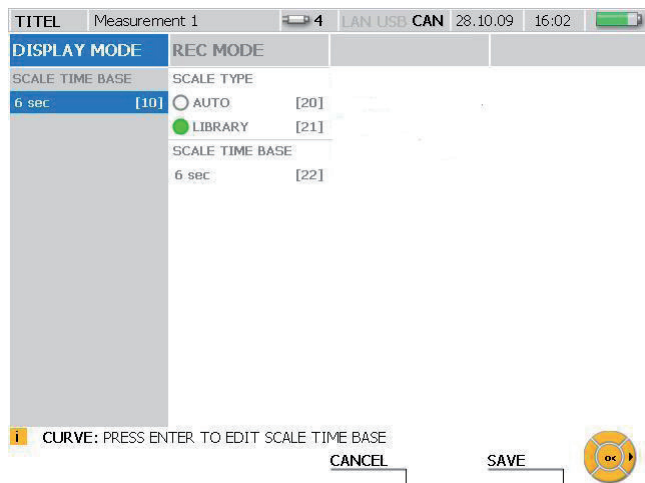 TITEL Measurement 1 4 LAN USB CAN 28.10.09 16:02
DISPLAY MODE REC MODE
SCALE TIME BASE SCALE TYPE
6 sec [10] AUTO [20]
LIBRARY [21]
SCALE TIME BASE
6 sec [22]
i CURVE: PRESS ENTER TO EDIT SCALE TIME BASE
CANCEL SAVE
OK